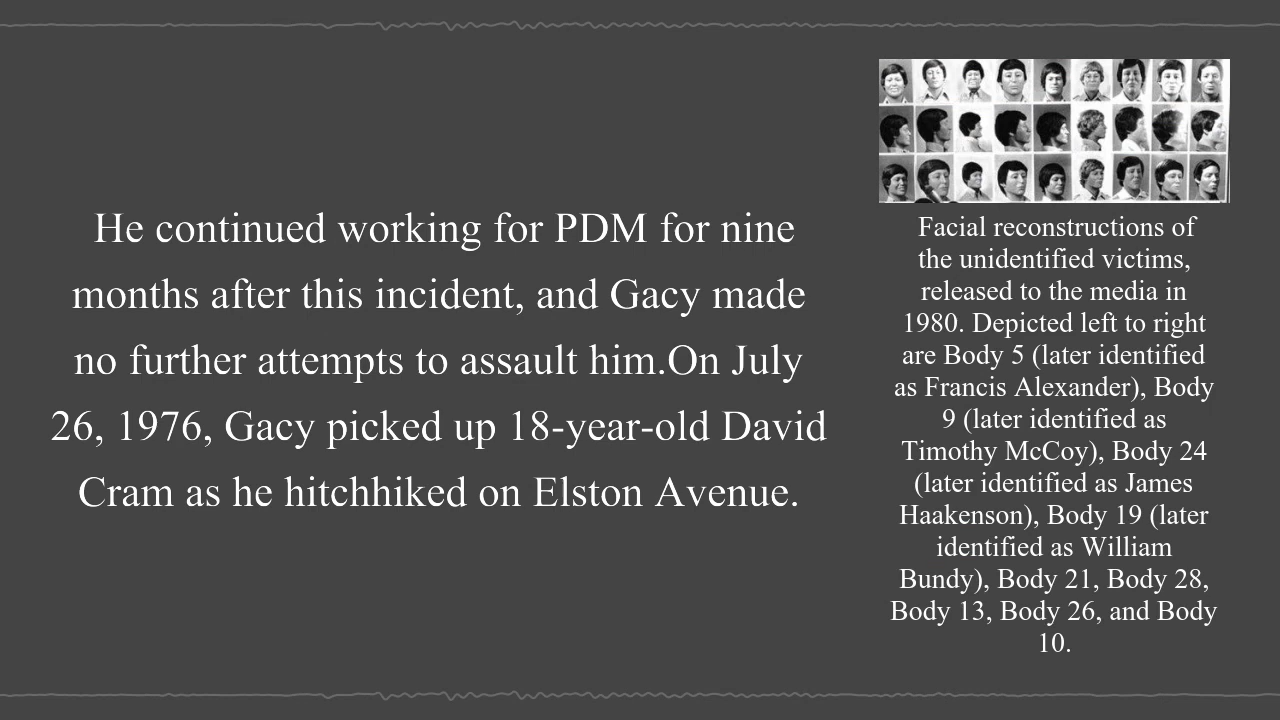 He continued working for PDM for nine
months after this incident, and Gacy made
no further attempts to assault him.On July
26, 1976, Gacy picked up 18-year-old David
Cram as he hitchhiked on Elston Avenue.
Facial reconstructions of
the unidentified victims,
released to the media in
1980. Depicted left to right
are Body 5 (later identified
as Francis Alexander), Body
9 (later identified as
Timothy McCoy), Body 24
(later identified as James
Haakenson), Body 19 (later
identified as William
Bundy), Body 21, Body 28,
Body 13, Body 26, and Body
10.